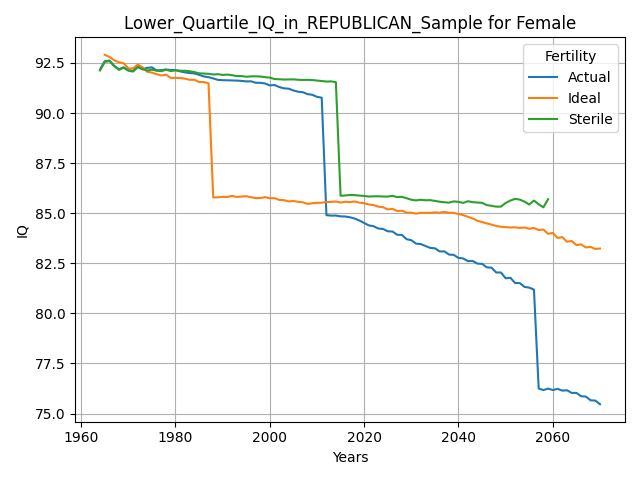 Lower_Quartile_IQ_in_REPUBLICAN_Sample for Female
Fertility
Actual
Ideal
Sterile
IQ
92.5
90.0
87.5
85.0
82.5
80.0
77.5
75.0
1960 1980 2000 2020 2040 2060
Years